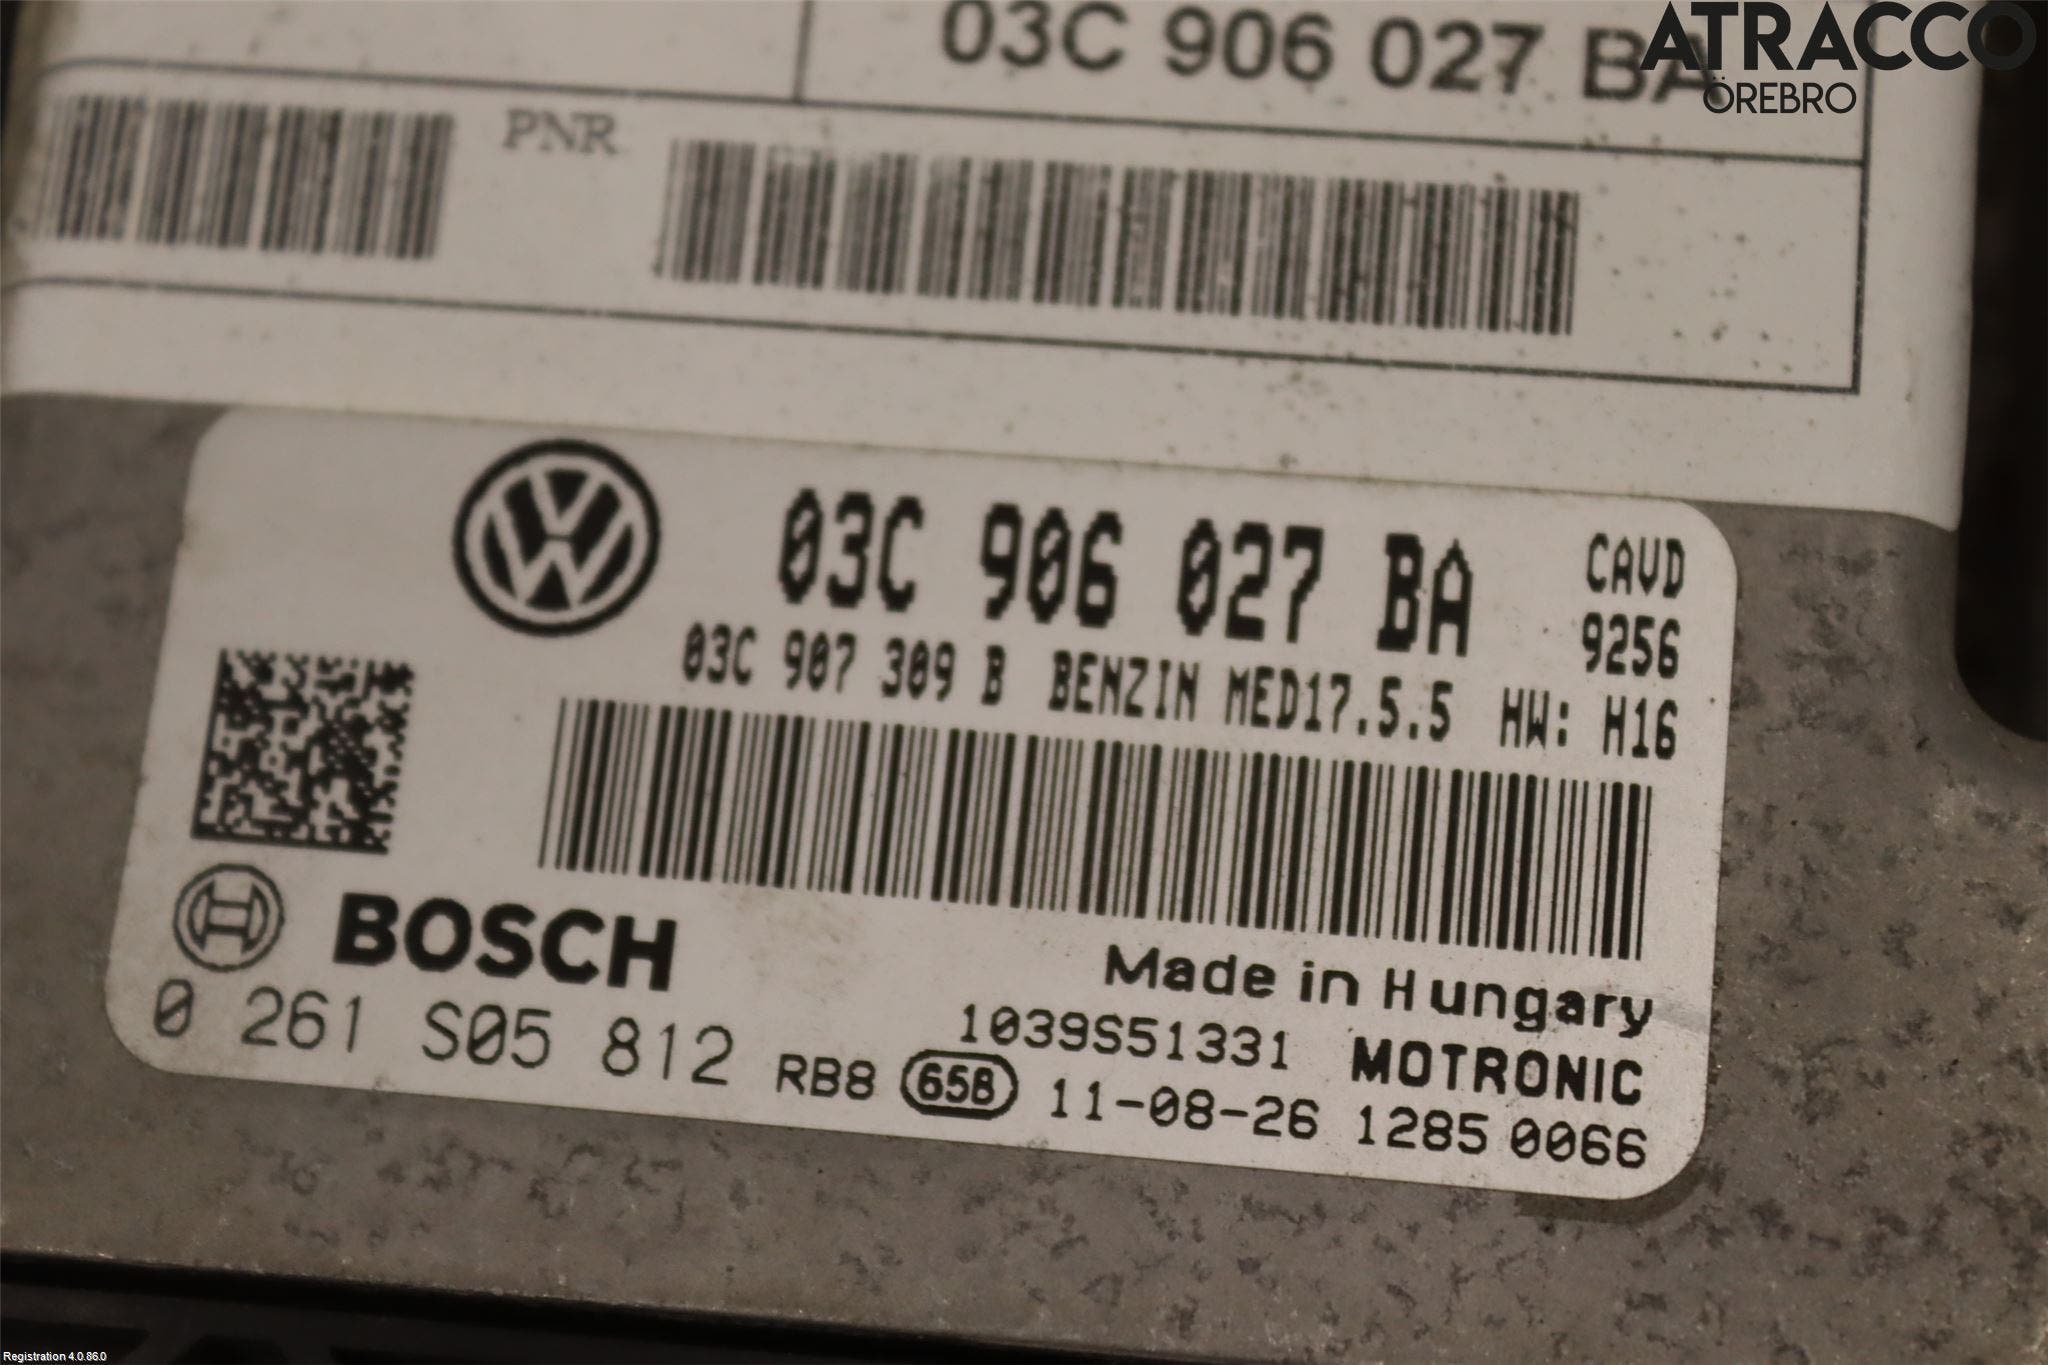 03C 906 027 BA
ATRACCO
ÖREBRO
PNR
03C 906 027 BA
CAVD
9256
03C 907 309 B BENZIN MED17.5.5 HW: H16
BOSCH
Made in Hungary
0 261 S05 812
1039S51331 MOTRONIC
RB8 65B 11-08-26 1285 0066
Registration 4.0.86.0